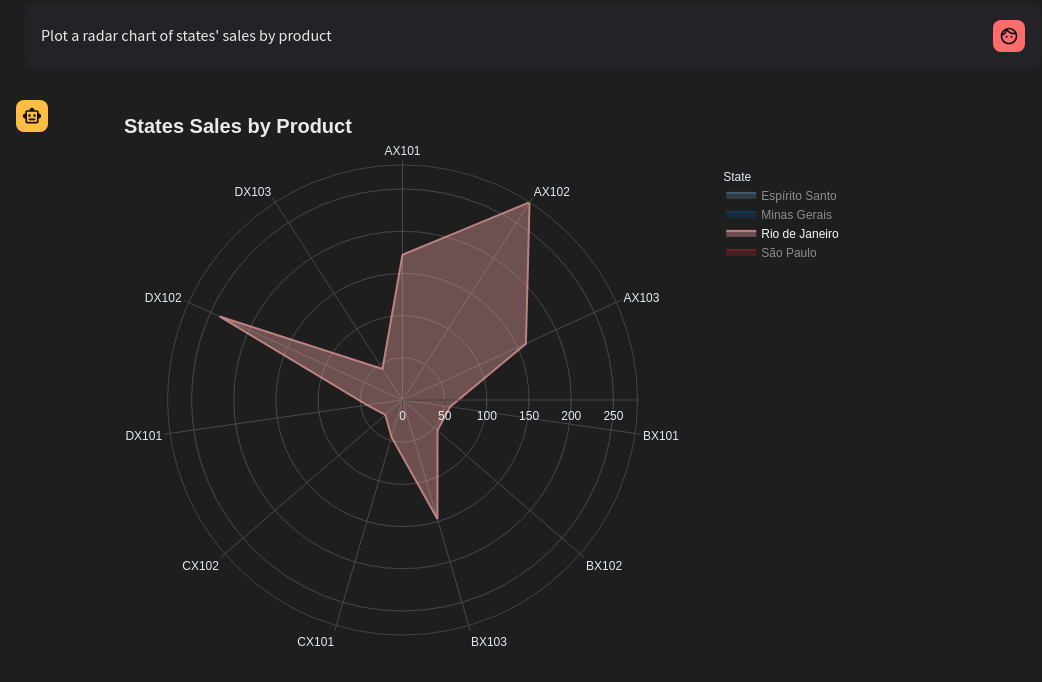 Plot a radar chart of states' sales by product
States Sales by Product
AX101
DX103
AX102
State
Espírito Santo
Minas Gerais
Rio de Janeiro
São Paulo
DX102
AX103
0 50 100 150 200 250
DX101
BX101
CX102
BX102
CX101
BX103